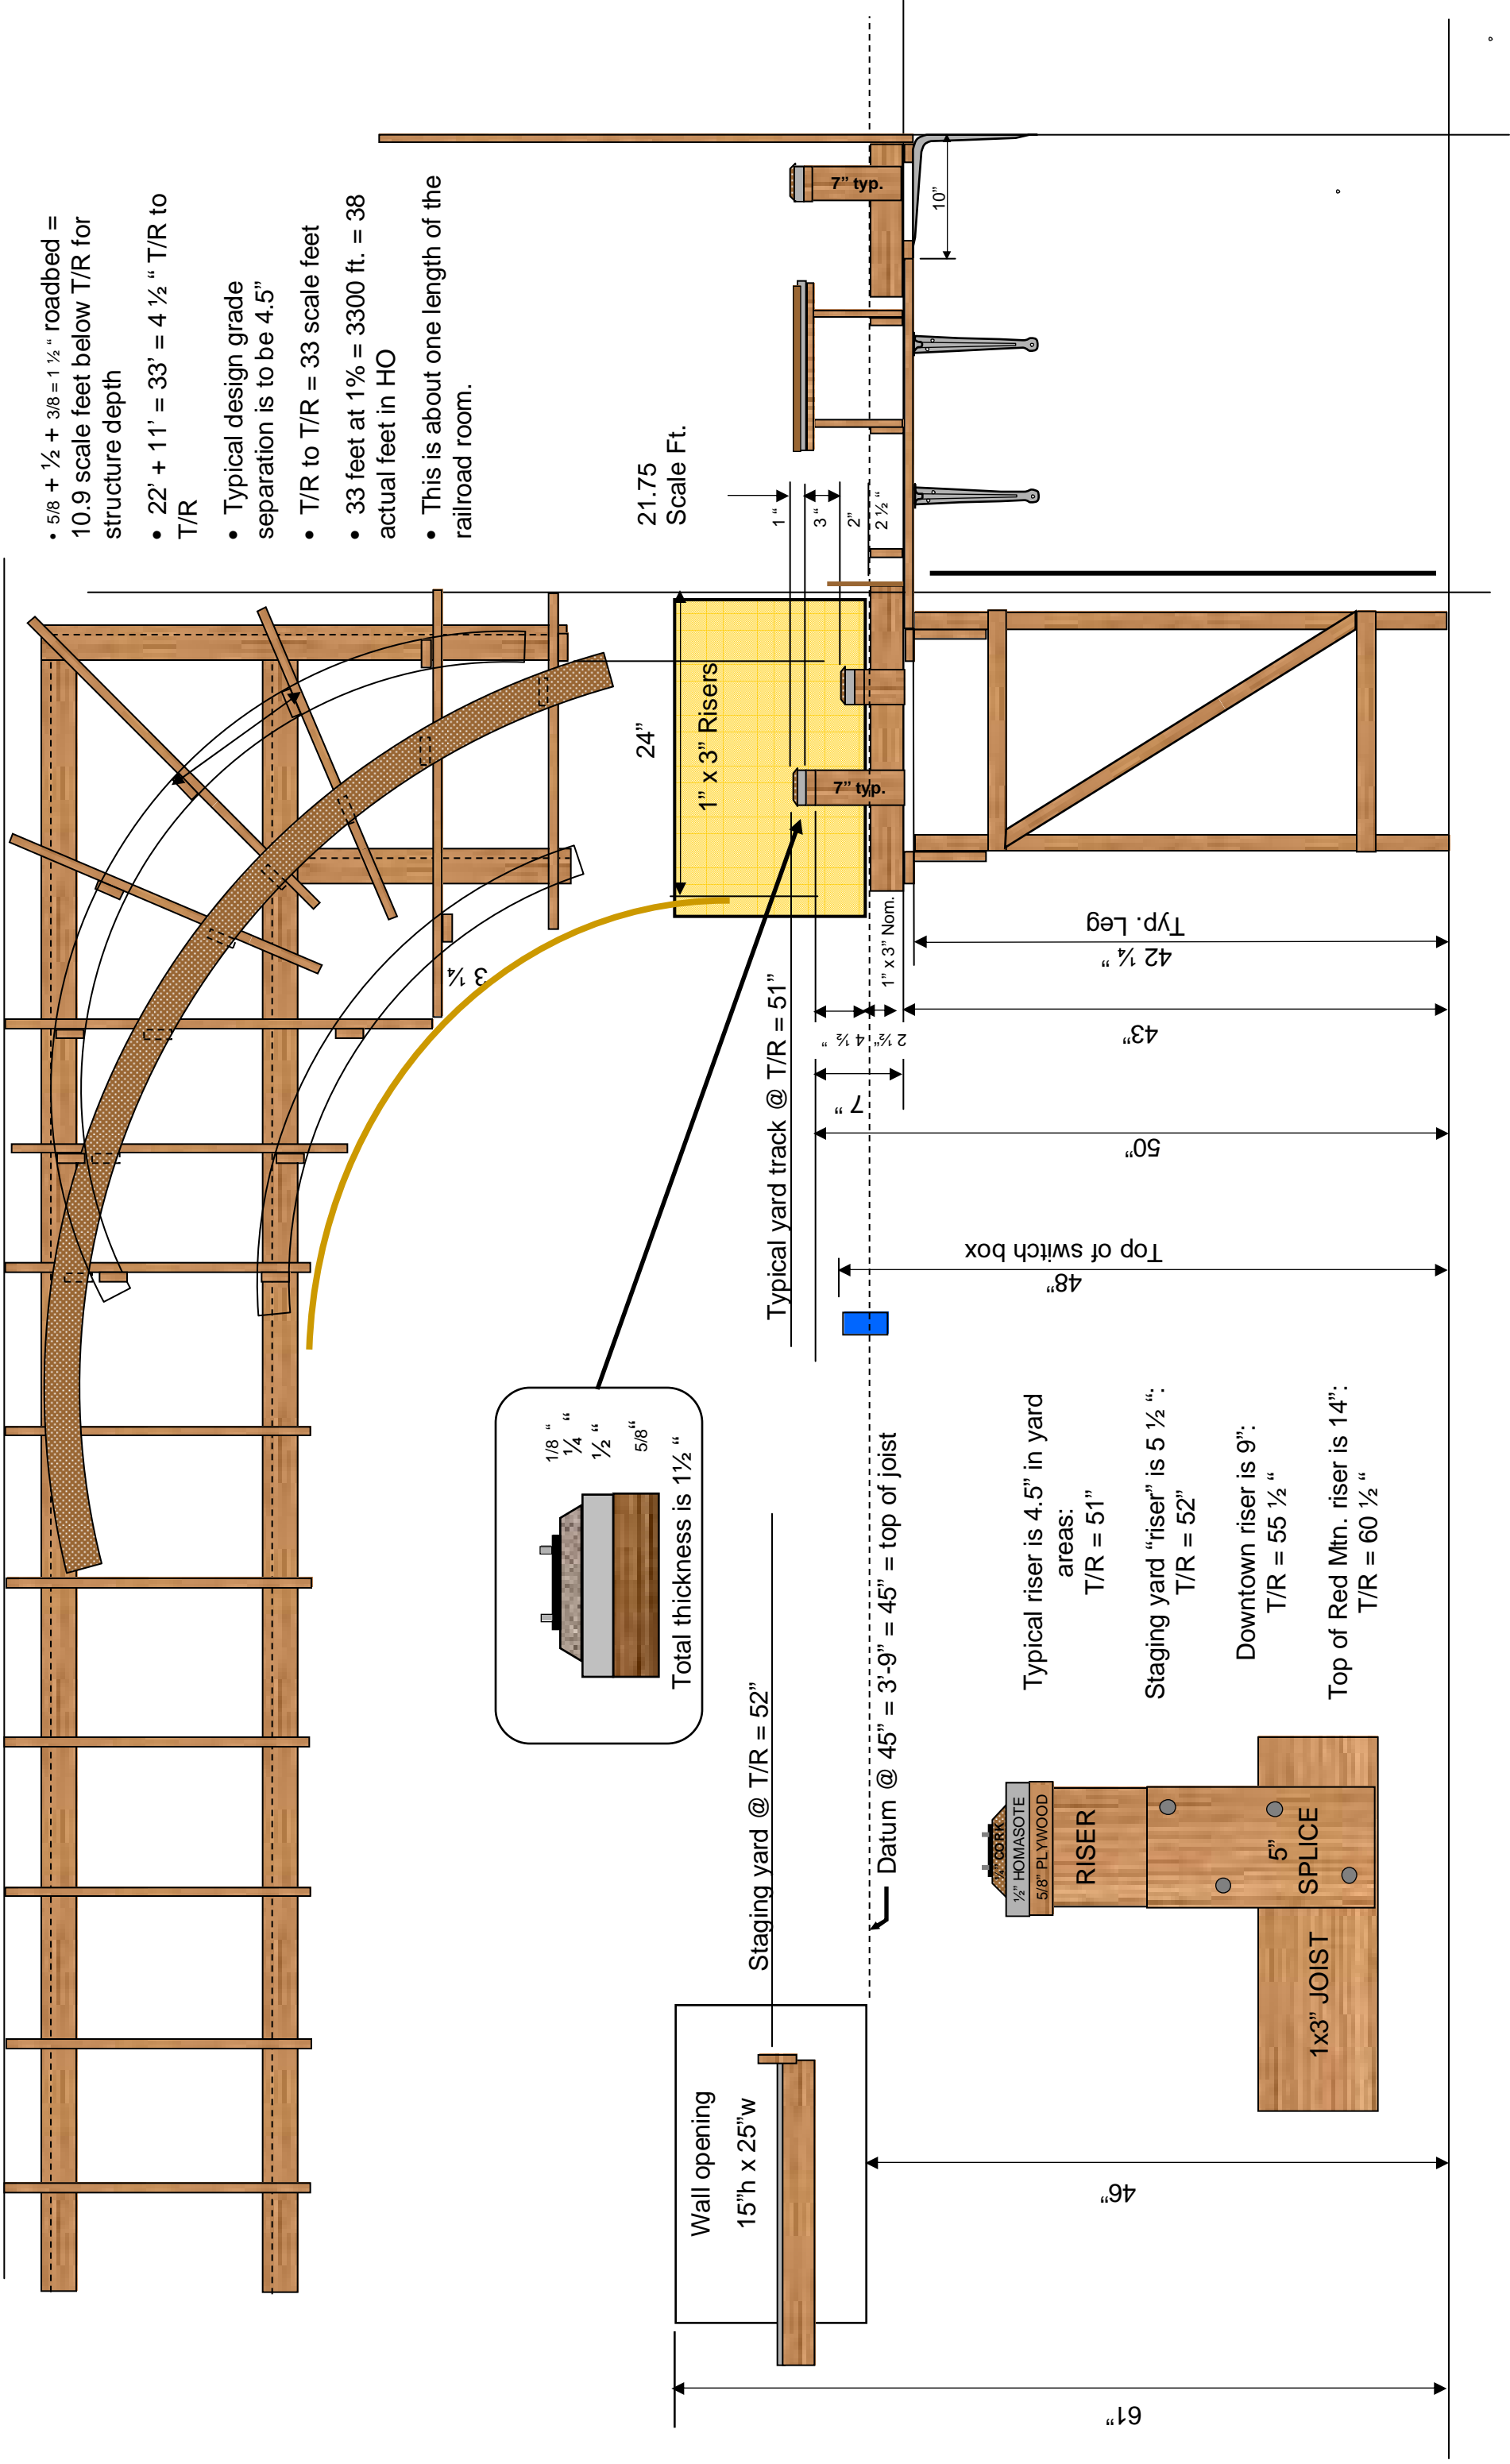 • 5/8 + ½ + 3/8 = 1 ½ “ roadbed =
10.9 scale feet below T/R for
structure depth
• 22’ + 11’ = 33’ = 4 ½ “ T/R to
T/R
• Typical design grade
separation is to be 4.5”
• T/R to T/R = 33 scale feet
• 33 feet at 1% = 3300 ft. = 38
actual feet in HO
• This is about one length of the
railroad room.
3 ¼
21.75
Scale Ft.
24”
1” x 3” Risers
1 “
3 “
2”
2 ½ “
7” typ.
7” typ.
10”
1/8 “
¼ “
½ “
5/8“
Total thickness is 1½ “
Wall opening
15”h x 25”w
Staging yard @ T/R = 52”
Typical yard track @ T/R = 51”
Datum @ 45” = 3’-9” = 45” = top of joist
1” x 3” Nom.
4 ½ “
2 ½“
7 “
42 ¼ “
Typ. Leg
43”
50”
48”
Top of switch box
46”
61”
¼” CORK
½” HOMASOTE
5/8” PLYWOOD
RISER
5”
SPLICE
1x3” JOIST
Typical riser is 4.5” in yard
areas:
T/R = 51”
Staging yard “riser” is 5 ½ “:
T/R = 52”
Downtown riser is 9”:
T/R = 55 ½ “
Top of Red Mtn. riser is 14”:
T/R = 60 ½ “